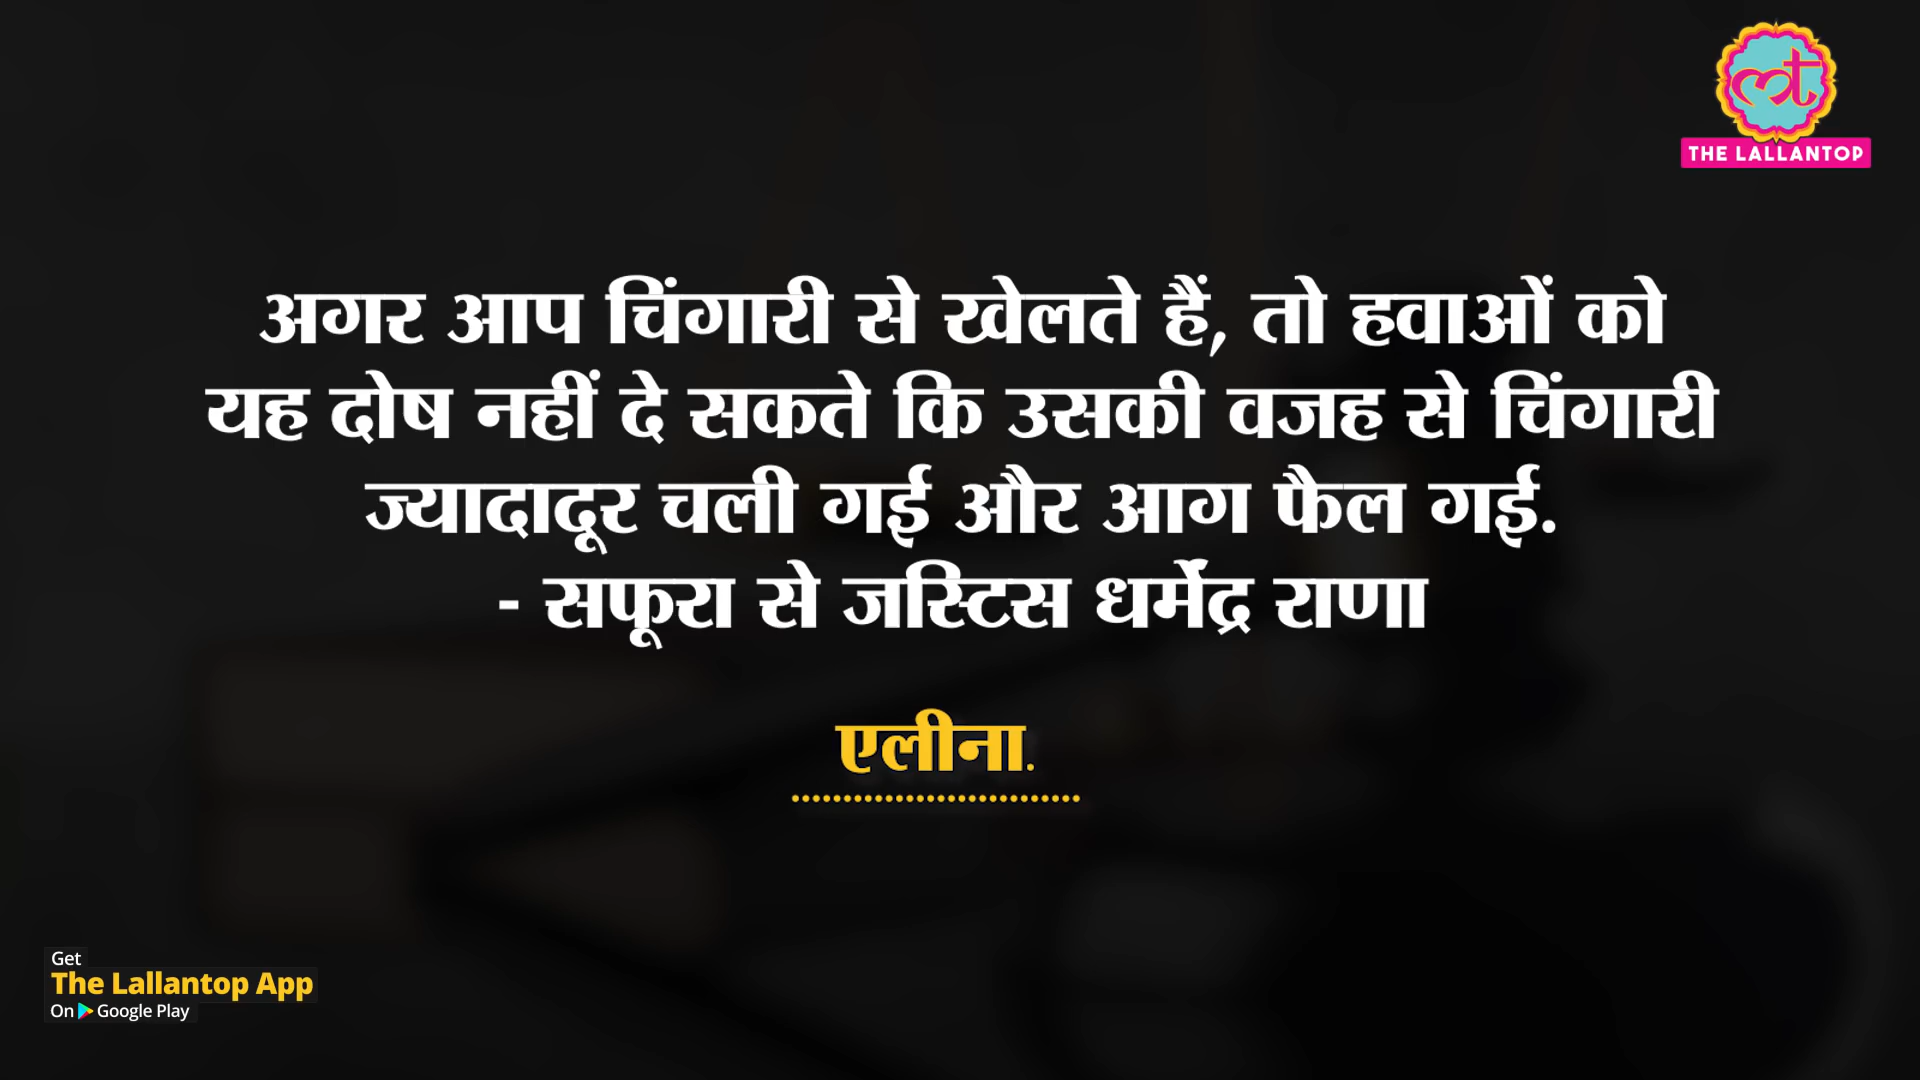 THE LALLANTOP
अगर आप चिंगारी से खेलते हैं, तो हवाओं को
यह दोष नहीं दे सकते कि उसकी वजह से चिंगारी
ज्यादादूर चली गई और आग फैल गई.
- सफूरा से जस्टिस धर्मेंद्र राणा
एलीना.
Get
The Lallantop App
On Google Play